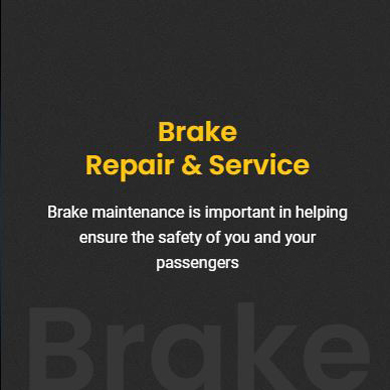 Brake
Repair & Service
Brake maintenance is important in helping
ensure the safety of you and your
passengers
Brake